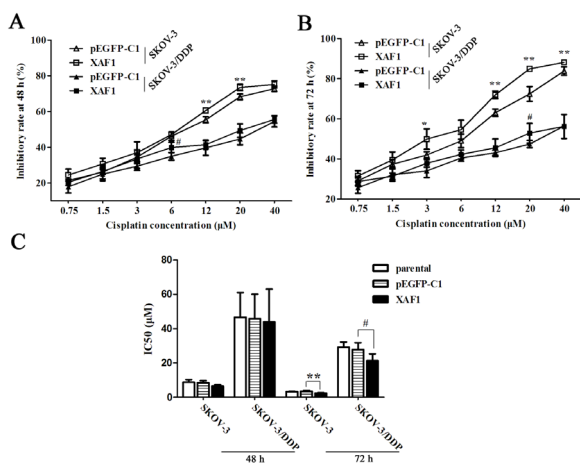 A
pEGFP-C1
XAF1
SKOV-3
pEGFP-C1
XAF1
SKOV-3/DDP
Inhibitory rate at 48 h (%)
100
80
60
40
20
**
**
#
0.75 1.5 3 6 12 20 40
Cisplatin concentration (μM)
B
pEGFP-C1
XAF1
SKOV-3
pEGFP-C1
XAF1
SKOV-3/DDP
Inhibitory rate at 72 h (%)
100
80
60
40
20
*
**
**
**
#
0.75 1.5 3 6 12 20 40
Cisplatin concentration (μM)
C
parental
pEGFP-C1
XAF1
IC50 (μM)
80
60
40
20
0
**
#
SKOV-3 SKOV-3/DDP SKOV-3 SKOV-3/DDP
48 h 72 h